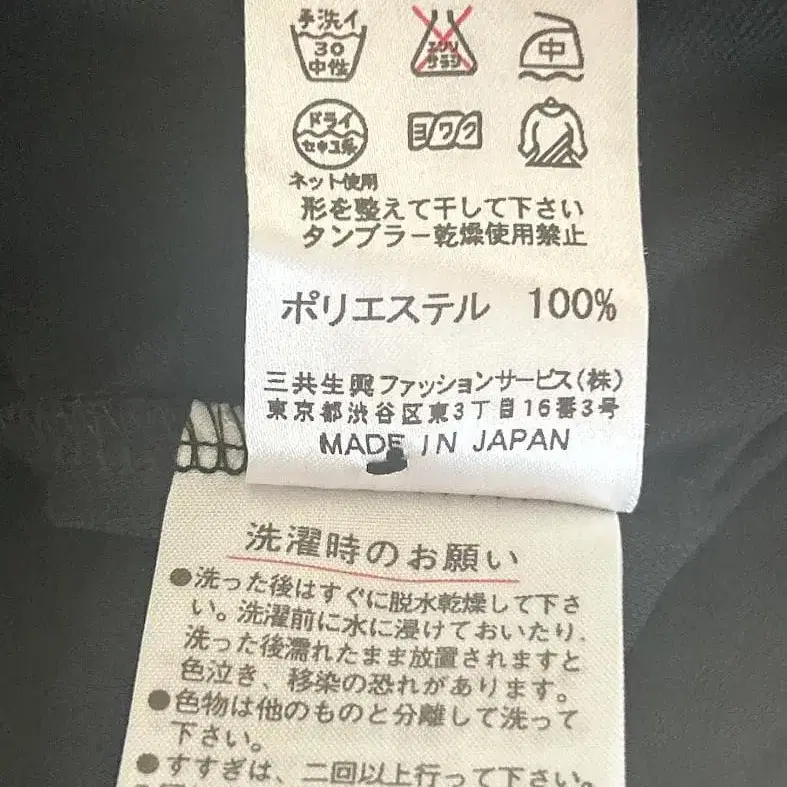 手洗イ
30
中性
エンソ
サラシ
中
ドライ
セキユ系
ヨワク
ネット使用
形を整えて干して下さい
タンブラー乾燥使用禁止
ポリエステル 100%
三共生興ファッションサービス(株)
東京都渋谷区東3丁目16番3号
MADE IN JAPAN
洗濯時のお願い
●洗った後はすぐに脱水乾燥して下さ
い。洗濯前に水に浸けておいたり、
洗った後濡れたまま放置されますと
色泣き、移染の恐れがあります。
●色物は他のものと分離して洗って
下さい。
●すすぎは、二回以上行って下さい。